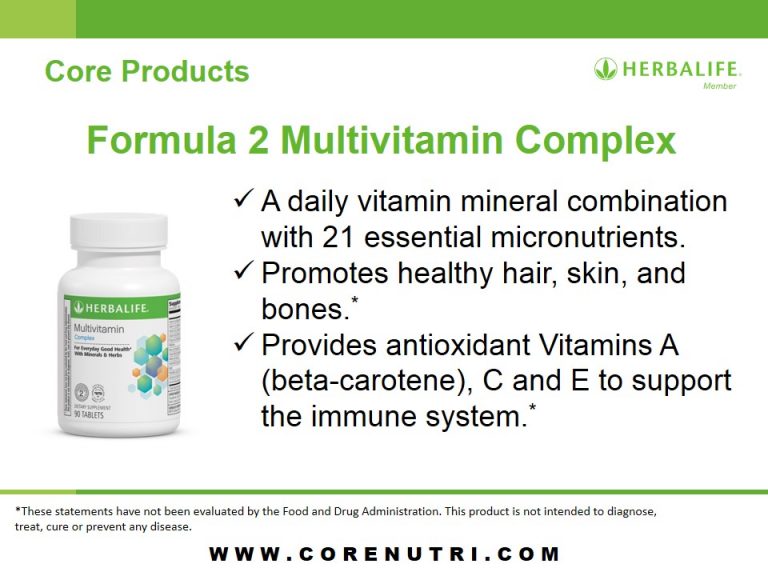 Core Products
HERBALIFE.
Member
Formula 2 Multivitamin Complex
✓ A daily vitamin mineral combination
with 21 essential micronutrients.
✓ Promotes healthy hair, skin, and
bones.*
✓ Provides antioxidant Vitamins A
(beta-carotene), C and E to support
the immune system.*
HERBALIFE.
Multivitamin
Complex
For Everyday Good Health*
With Minerals & Herbs
2
DIETARY SUPPLEMENT
90 TABLETS
*These statements have not been evaluated by the Food and Drug Administration. This product is not intended to diagnose,
treat, cure or prevent any disease.
WWW.CORENUTRI.COM